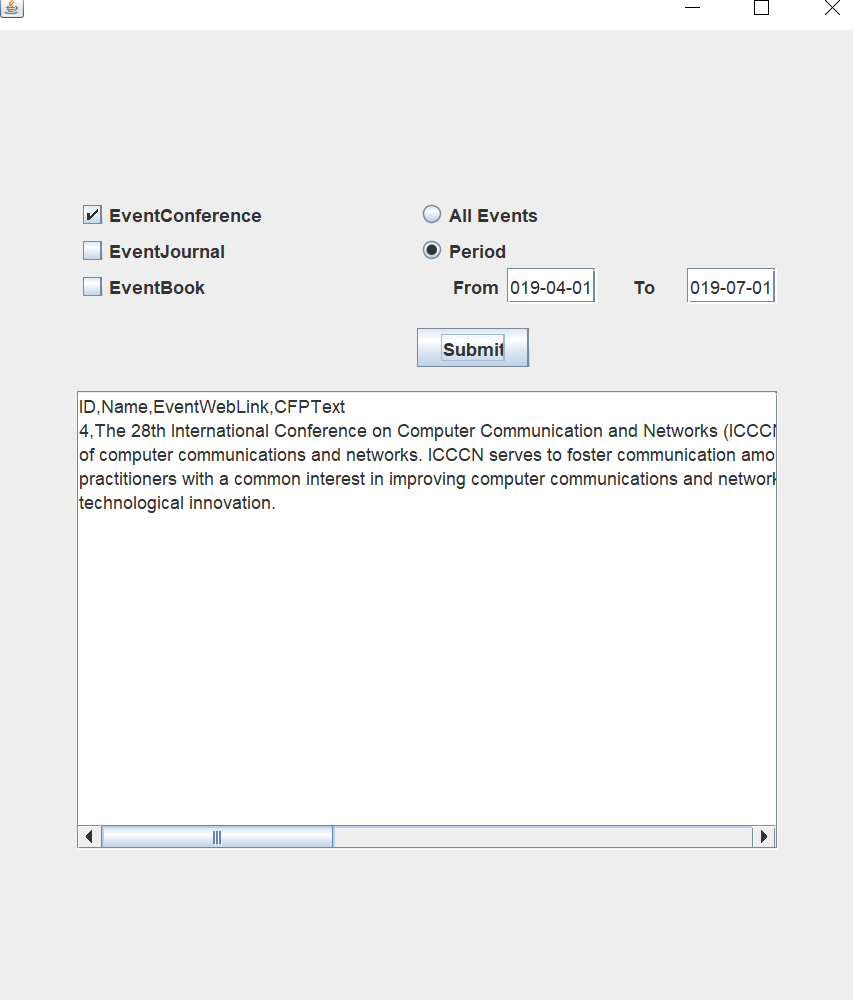 EventConference All Events
EventJournal Period
EventBook From 019-04-01 To 019-07-01
Submit
ID,Name,EventWebLink,CFPText
4,The 28th International Conference on Computer Communication and Networks (ICCCN
of computer communications and networks. ICCCN serves to foster communication amo
practitioners with a common interest in improving computer communications and network
technological innovation.